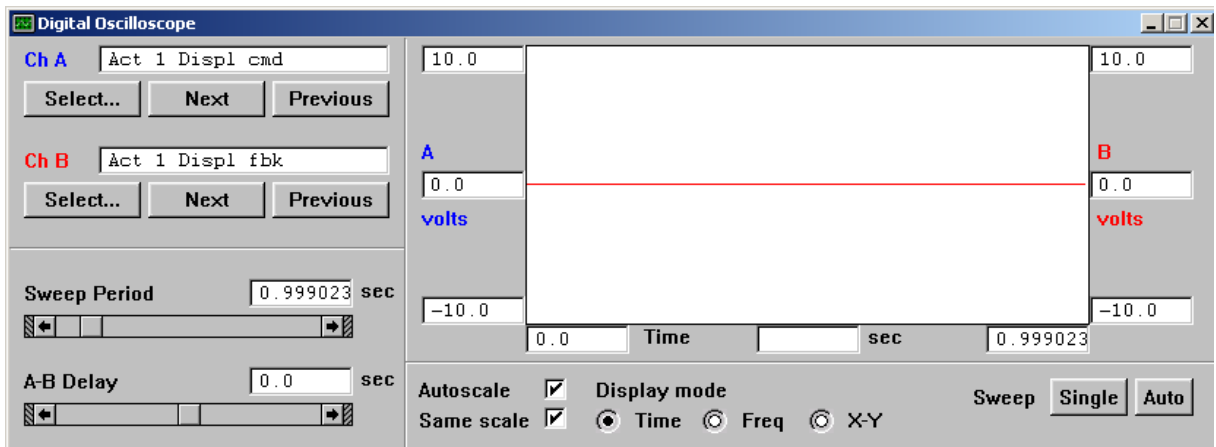 Digital Oscilloscope
Ch A Act 1 Displ cmd
Select... Next Previous
Ch B Act 1 Displ fbk
Select... Next Previous
Sweep Period 0.999023 sec
A-B Delay 0.0 sec
10.0 10.0
A B
0.0 0.0
volts volts
-10.0 -10.0
0.0 Time sec 0.999023
Autoscale Display mode
Same scale Time Freq X-Y
Sweep Single Auto